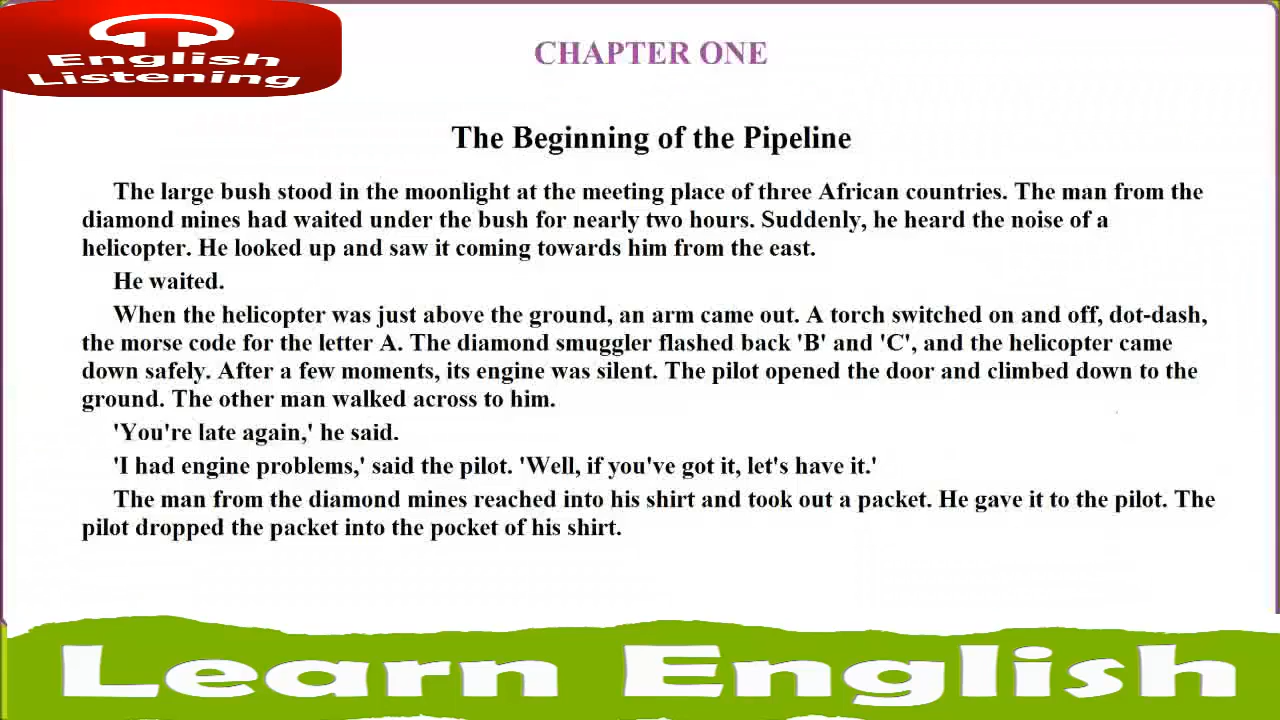 English
Listening
CHAPTER ONE
The Beginning of the Pipeline
The large bush stood in the moonlight at the meeting place of three African countries. The man from the
diamond mines had waited under the bush for nearly two hours. Suddenly, he heard the noise of a
helicopter. He looked up and saw it coming towards him from the east.
He waited.
When the helicopter was just above the ground, an arm came out. A torch switched on and off, dot-dash,
the morse code for the letter A. The diamond smuggler flashed back 'B' and 'C', and the helicopter came
down safely. After a few moments, its engine was silent. The pilot opened the door and climbed down to the
ground. The other man walked across to him.
'You're late again,' he said.
'I had engine problems,' said the pilot. 'Well, if you've got it, let's have it.'
The man from the diamond mines reached into his shirt and took out a packet. He gave it to the pilot. The
pilot dropped the packet into the pocket of his shirt.
Learn English